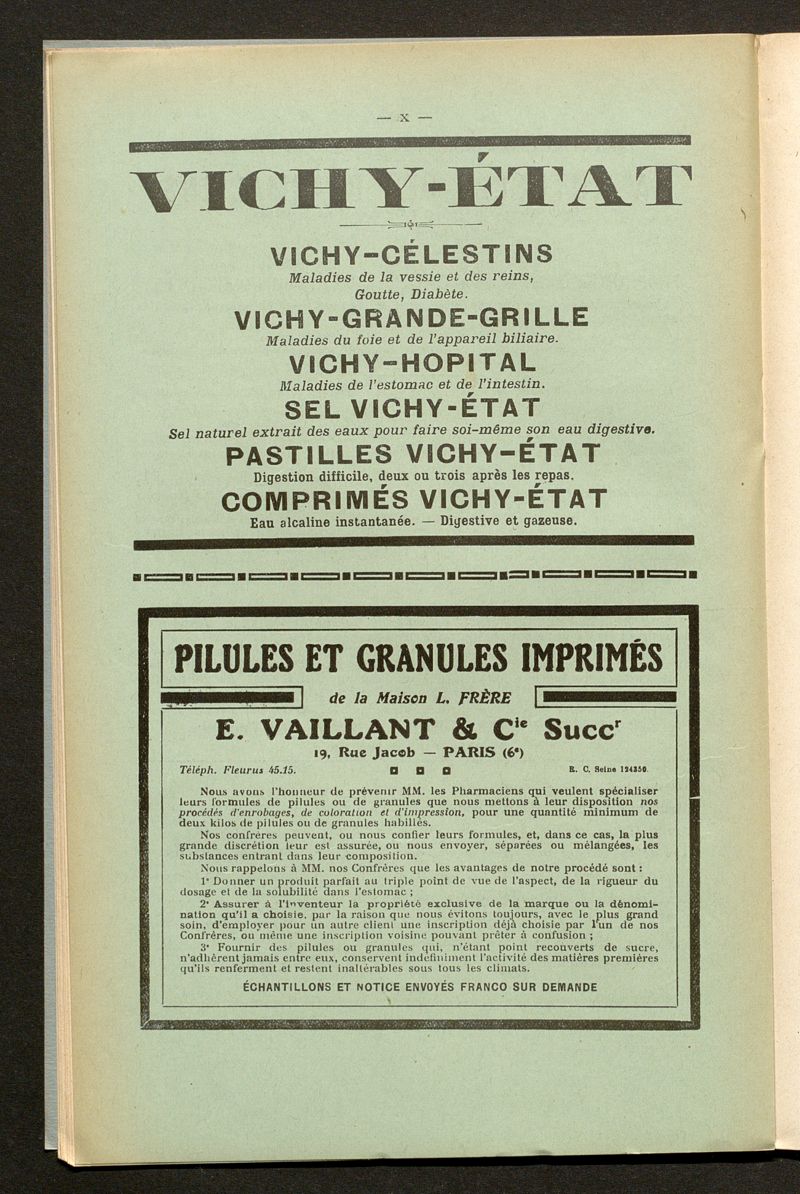 — X —
VICHY-ÉTAT
VICHY-CÉLESTINS
Maladies de la vessie et des reins,
Goutte, Diabète.
VICHY-GRANDE-GRILLE
Maladies du foie et de l'appareil biliaire.
VICHY-HOPITAL
Maladies de l'estomac et de l'intestin.
SEL VICHY-ÉTAT
Sel naturel extrait des eaux pour faire soi-même son eau digestive.
PASTILLES VICHY-ÉTAT
Digestion difficile, deux ou trois après les repas.
COMPRIMÉS VICHY-ÉTAT
Eau alcaline instantanée. — Digestive et gazeuse.
PILULES ET GRANULES IMPRIMÉS
de la Maison L. FRÈRE
E. VAILLANT & Cie Succr
19, Rue Jacob — PARIS (6e)
Téléph. Fleurus 45.15. R. C. Seine 124350.
Nous avons l'honneur de prévenir MM. les Pharmaciens qui veulent spécialiser
leurs formules de pilules ou de granules que nous mettons à leur disposition nos
procédés d'enrobages, de coloration et d'impression, pour une quantité minimum de
deux kilos de pilules ou de granules habillés.
Nos confrères peuvent, ou nous confier leurs formules, et, dans ce cas, la plus
grande discrétion leur est assurée, ou nous envoyer, séparées ou mélangées, les
substances entrant dans leur composition.
Nous rappelons à MM. nos Confrères que les avantages de notre procédé sont :
1° Donner un produit parfait au triple point de vue de l'aspect, de la rigueur du
dosage et de la solubilité dans l'estomac ;
2° Assurer à l'inventeur la propriété exclusive de la marque ou la dénomi-
nation qu'il a choisie, par la raison que nous évitons toujours, avec le plus grand
soin, d'employer pour un autre client une inscription déjà choisie par l'un de nos
Confrères, ou même une inscription voisine pouvant prêter à confusion ;
3° Fournir des pilules ou granules qui, n'étant point recouverts de sucre,
n'adhèrent jamais entre eux, conservent indéfiniment l'activité des matières premières
qu'ils renferment et restent inaltérables sous tous les climats.
ÉCHANTILLONS ET NOTICE ENVOYÉS FRANCO SUR DEMANDE